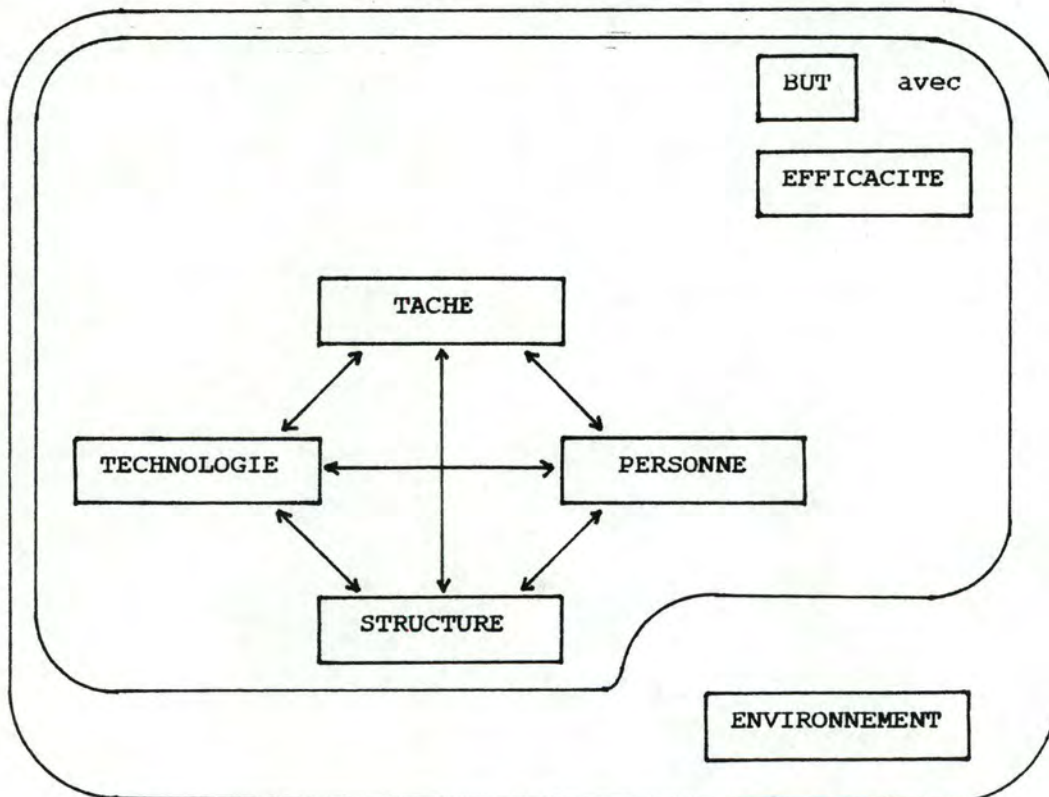 BUT avec
EFFICACITE
TACHE
TECHNOLOGIE PERSONNE
STRUCTURE
ENVIRONNEMENT